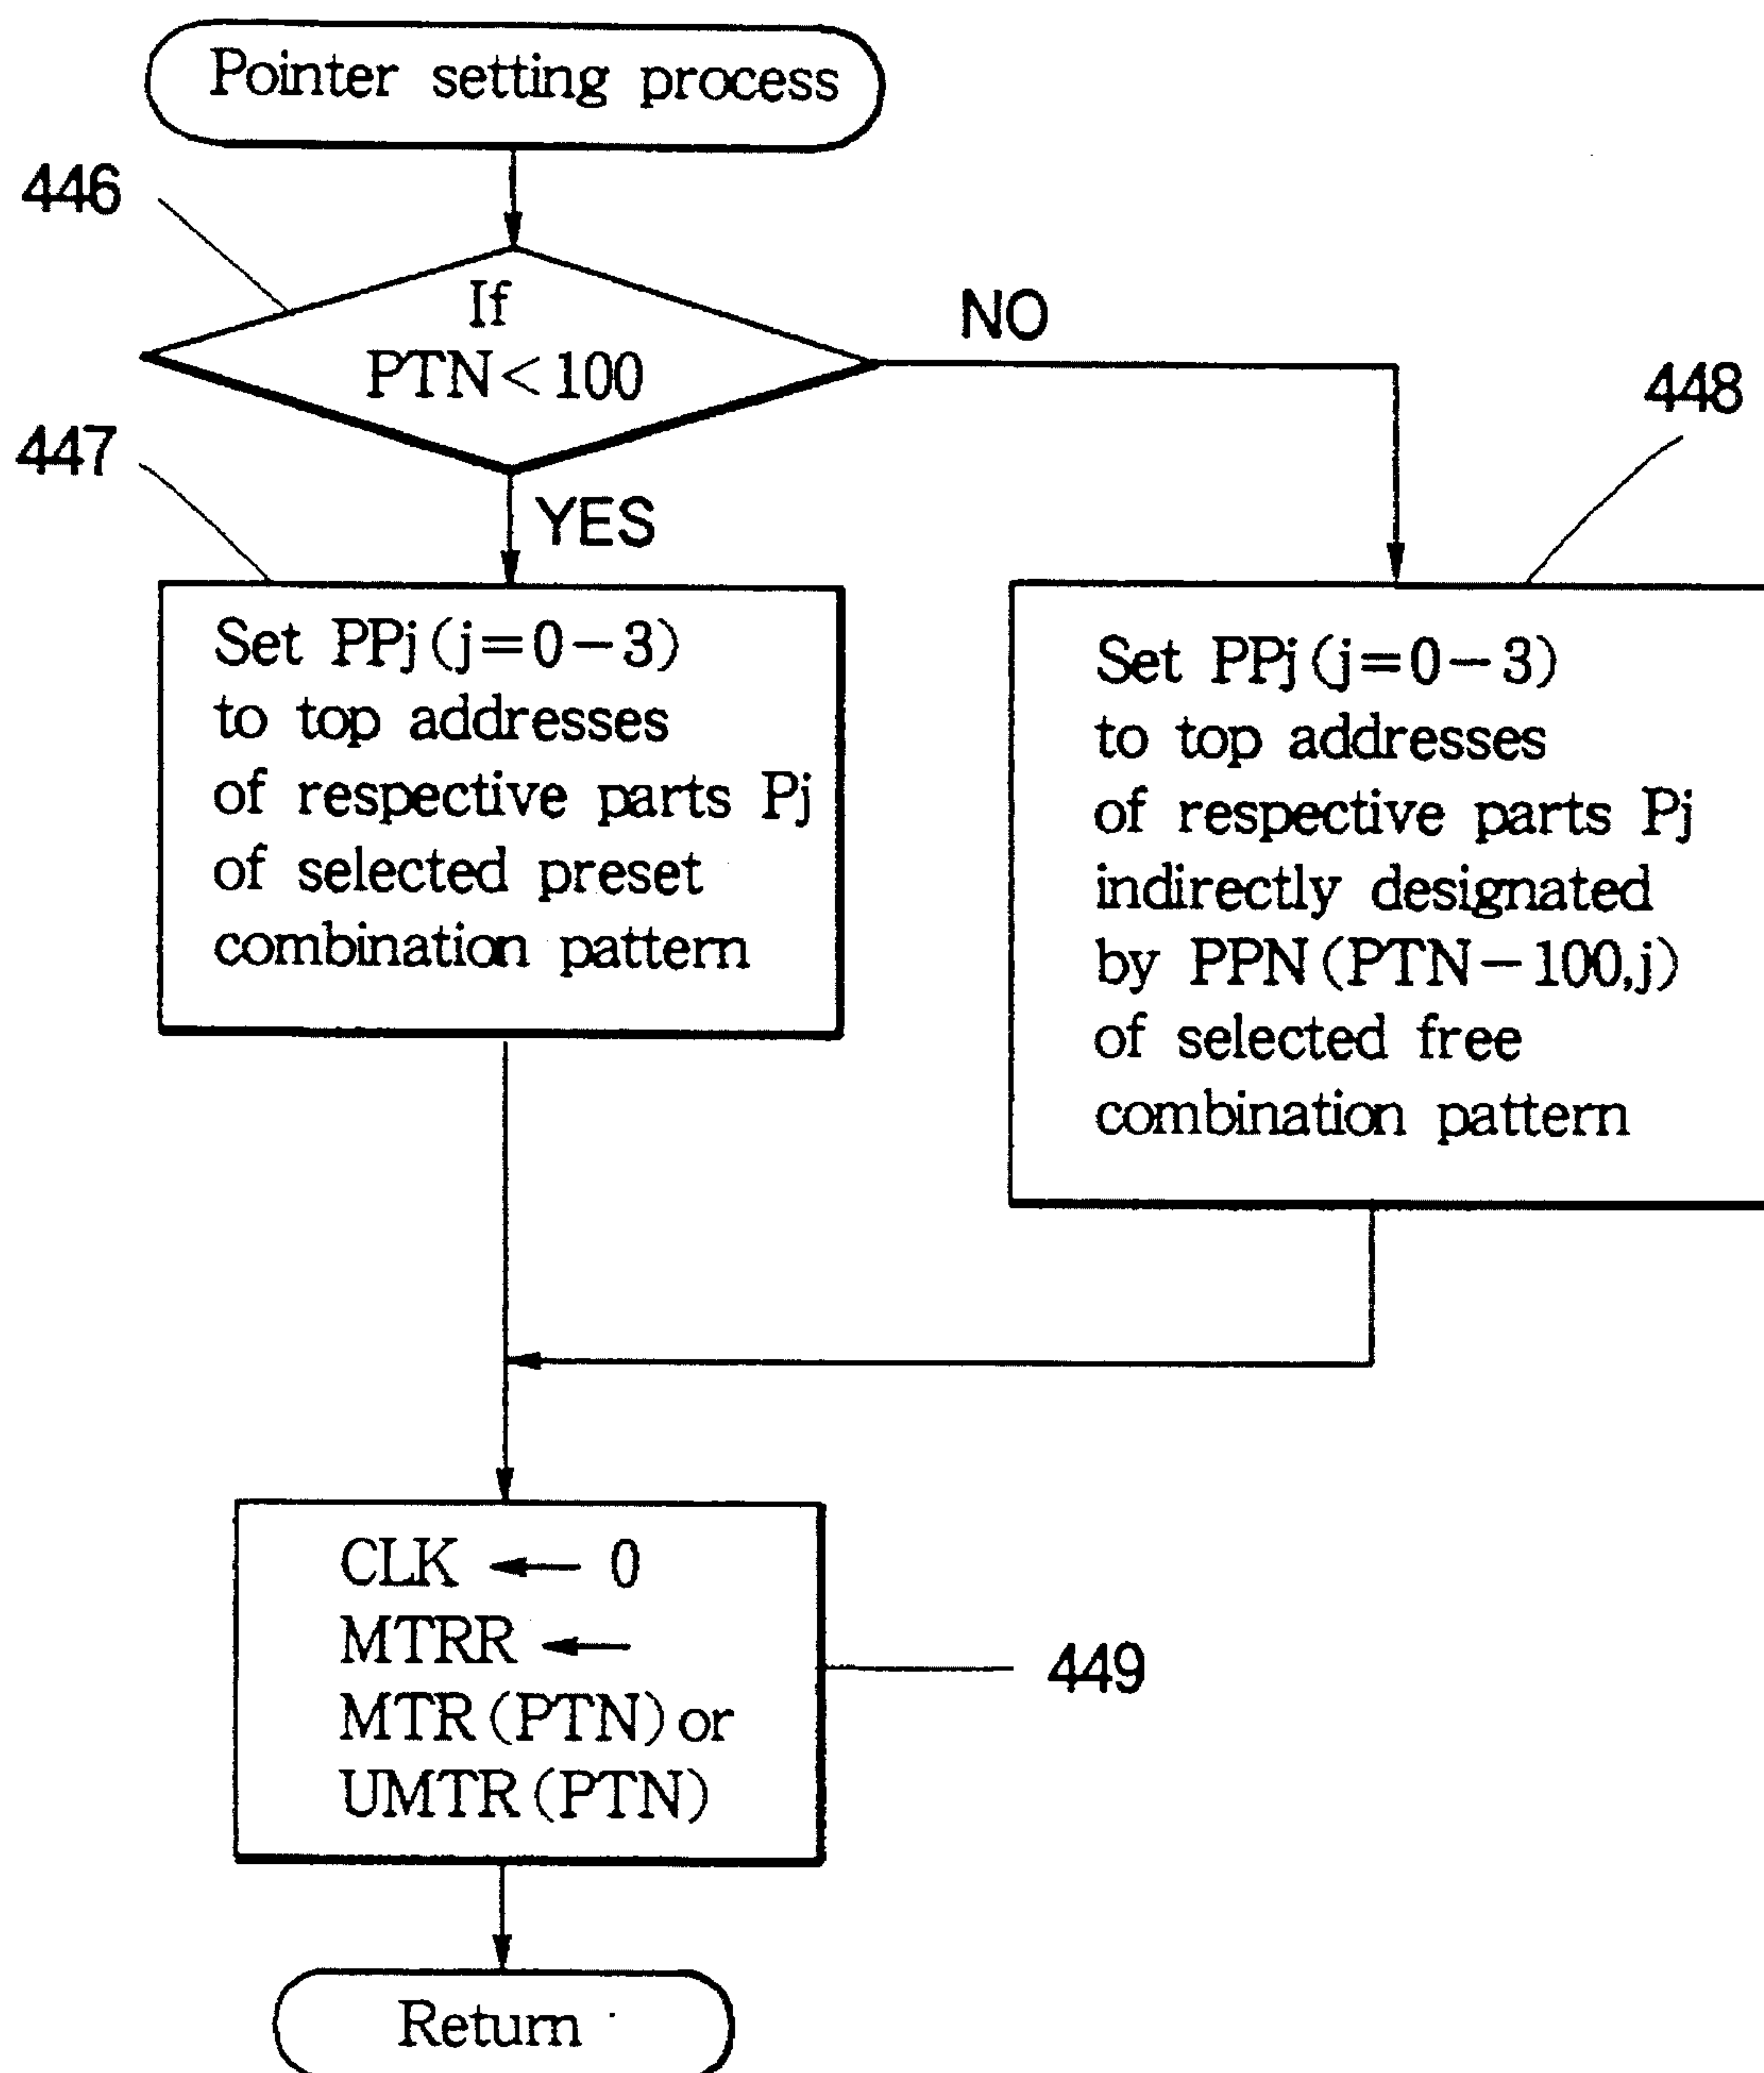 Pointer setting process
446
If
PTN<100
NO
448
447
YES
Set PPj(j=0-3)
to top addresses
of respective parts Pj
of selected preset
combination pattern
Set PPj(j=0-3)
to top addresses
of respective parts Pj
indirectly designated
by PPN(PTN-100,j)
of selected free
combination pattern
CLK ← 0
MTRR ←
MTR(PTN)or
UMTR(PTN)
449
Return